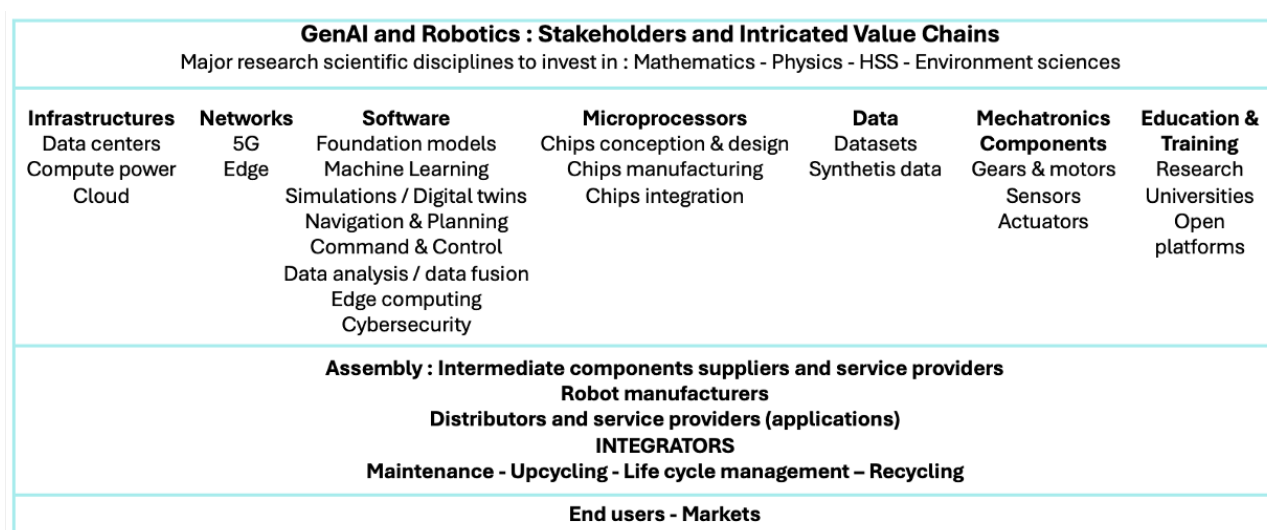 GenAI and Robotics : Stakeholders and Intricated Value Chains
Major research scientific disciplines to invest in : Mathematics - Physics - HSS - Environment sciences
Infrastructures
Data centers
Compute power
Cloud
Networks
5G
Edge
Software
Foundation models
Machine Learning
Simulations / Digital twins
Navigation & Planning
Command & Control
Data analysis / data fusion
Edge computing
Cybersecurity
Microprocessors
Chips conception & design
Chips manufacturing
Chips integration
Data
Datasets
Synthetis data
Mechatronics
Components
Gears & motors
Sensors
Actuators
Education &
Training
Research
Universities
Open
platforms
Assembly : Intermediate components suppliers and service providers
Robot manufacturers
Distributors and service providers (applications)
INTEGRATORS
Maintenance - Upcycling - Life cycle management – Recycling
End users - Markets